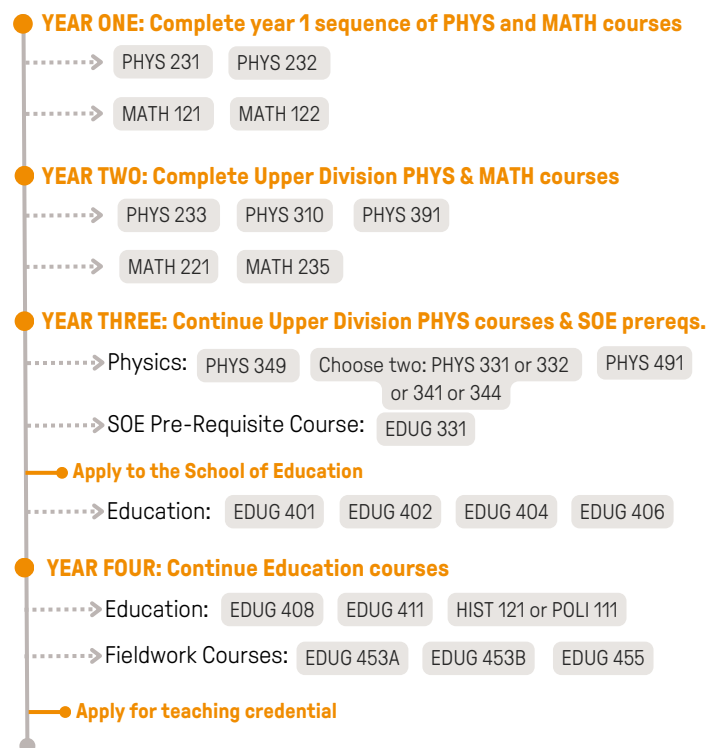 YEAR ONE: Complete year 1 sequence of PHYS and MATH courses
PHYS 231 PHYS 232
MATH 121 MATH 122
YEAR TWO: Complete Upper Division PHYS & MATH courses
PHYS 233 PHYS 310 PHYS 391
MATH 221 MATH 235
YEAR THREE: Continue Upper Division PHYS courses & SOE prereqs.
Physics: PHYS 349 Choose two: PHYS 331 or 332 PHYS 491
or 341 or 344
SOE Pre-Requisite Course: EDUG 331
Apply to the School of Education
Education: EDUG 401 EDUG 402 EDUG 404 EDUG 406
YEAR FOUR: Continue Education courses
Education: EDUG 408 EDUG 411 HIST 121 or POLI 111
Fieldwork Courses: EDUG 453A EDUG 453B EDUG 455
Apply for teaching credential